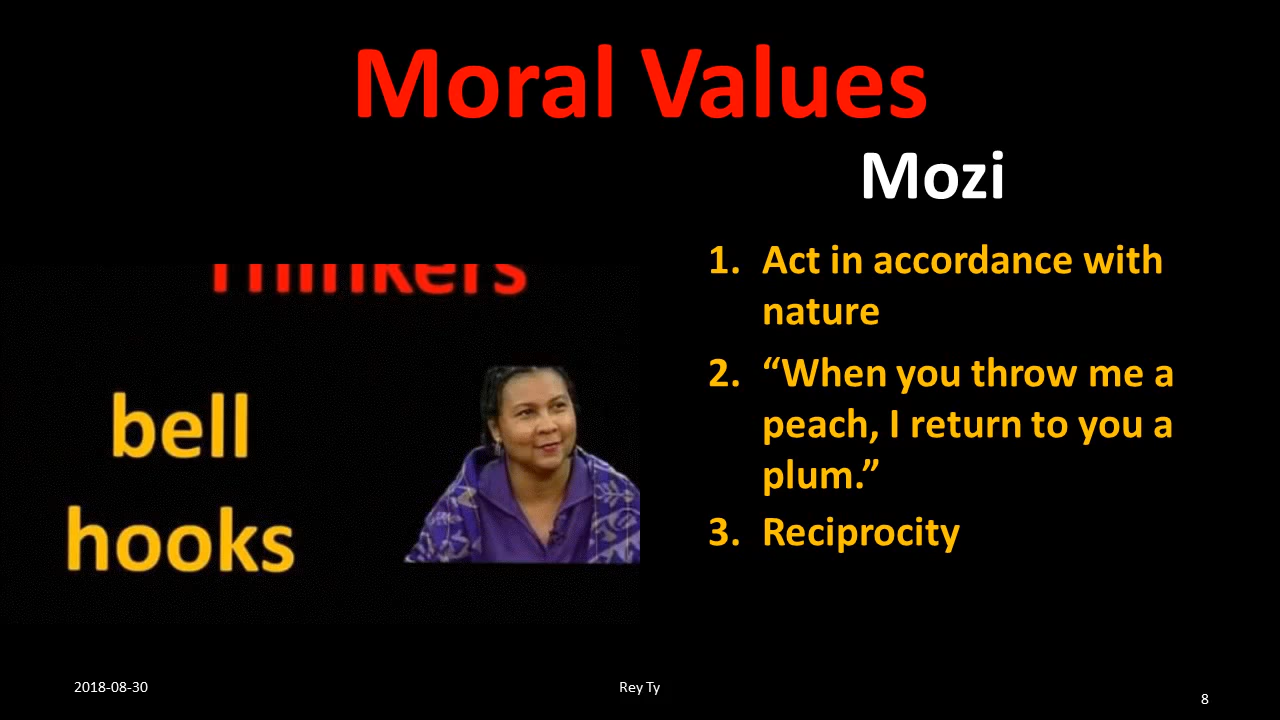 Moral Values
Mozi
Thinkers
bell
hooks
1. Act in accordance with
nature
2. “When you throw me a
peach, I return to you a
plum.”
3. Reciprocity
2018-08-30
Rey Ty
8